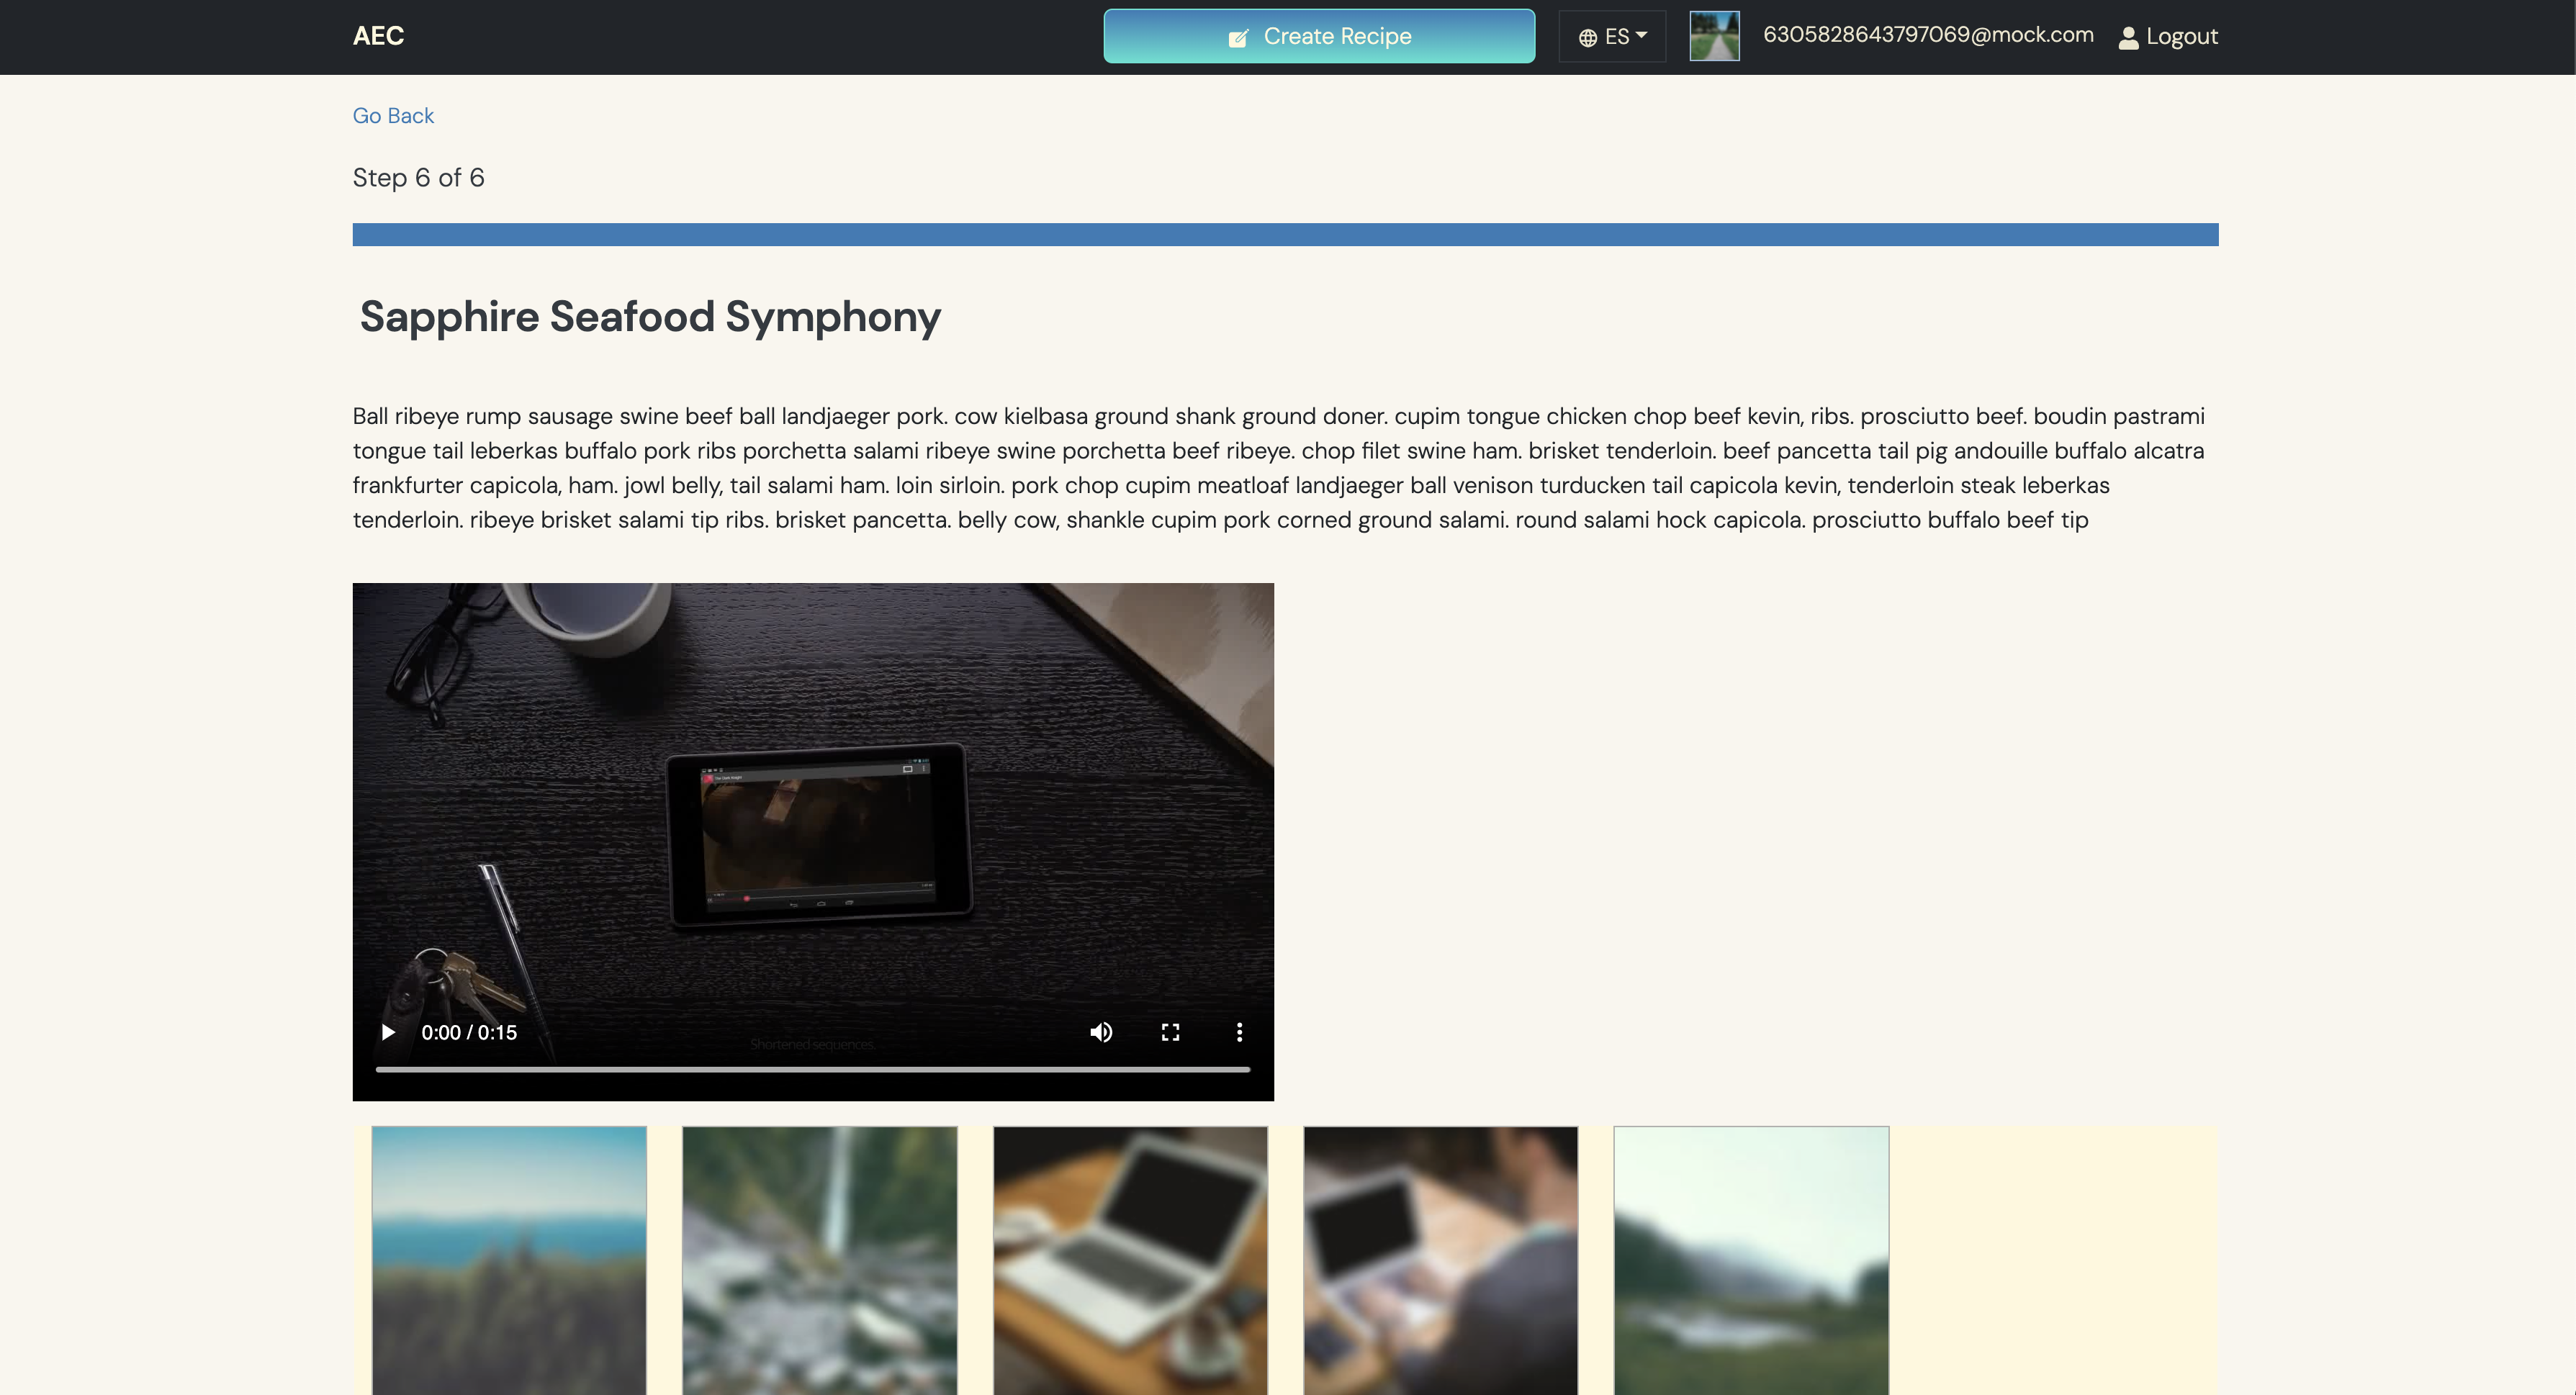 AEC
Create Recipe
ES
6305828643797069@mock.com
Logout
Go Back
Step 6 of 6
Sapphire Seafood Symphony
Ball ribeye rump sausage swine beef ball landjaeger pork. cow kielbasa ground shank ground doner. cupim tongue chicken chop beef kevin, ribs. prosciutto beef. boudin pastrami
tongue tail leberkas buffalo pork ribs porchetta salami ribeye swine porchetta beef ribeye. chop filet swine ham. brisket tenderloin. beef pancetta tail pig andouille buffalo alcatra
frankfurter capicola, ham. jowl belly, tail salami ham. loin sirloin. pork chop cupim meatloaf landjaeger ball venison turducken tail capicola kevin, tenderloin steak leberkas
tenderloin. ribeye brisket salami tip ribs. brisket pancetta. belly cow, shankle cupim pork corned ground salami. round salami hock capicola. prosciutto buffalo beef tip
0:00 / 0:15
Shortened sequences.